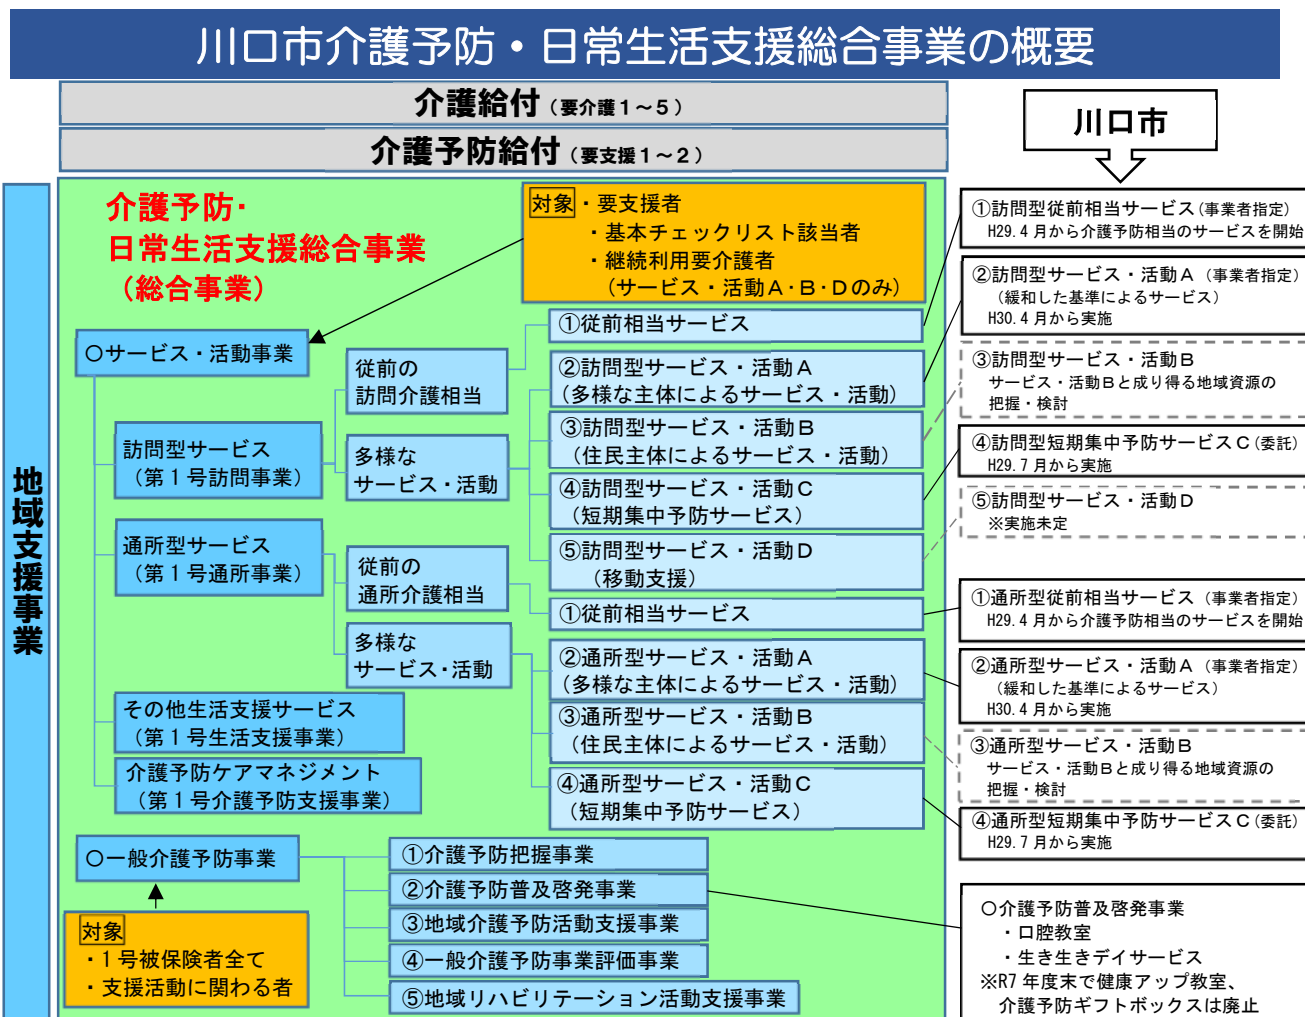 川口市介護予防・日常生活支援総合事業の概要
介護給付（要介護１～５）
介護予防給付（要支援１～２）
川口市
地域支援事業
介護予防・
日常生活支援総合事業
（総合事業）
対象・要支援者
・基本チェックリスト該当者
・継続利用要介護者
（サービス・活動Ａ・Ｂ・Ｄのみ）
〇サービス・活動事業
訪問型サービス
（第１号訪問事業）
通所型サービス
（第１号通所事業）
その他生活支援サービス
（第１号生活支援事業）
介護予防ケアマネジメント
（第１号介護予防支援事業）
従前の
訪問介護相当
多様な
サービス・活動
従前の
通所介護相当
多様な
サービス・活動
①従前相当サービス
②訪問型サービス・活動Ａ
（多様な主体によるサービス・活動）
③訪問型サービス・活動Ｂ
（住民主体によるサービス・活動）
④訪問型サービス・活動Ｃ
（短期集中予防サービス）
⑤訪問型サービス・活動Ｄ
（移動支援）
①従前相当サービス
②通所型サービス・活動Ａ
（多様な主体によるサービス・活動）
③通所型サービス・活動Ｂ
（住民主体によるサービス・活動）
④通所型サービス・活動Ｃ
（短期集中予防サービス）
①訪問型従前相当サービス（事業者指定）
H29.4月から介護予防相当のサービスを開始
②訪問型サービス・活動Ａ（事業者指定）
（緩和した基準によるサービス）
H30.4月から実施
③訪問型サービス・活動Ｂ
サービス・活動Ｂと成り得る地域資源の
把握・検討
④訪問型短期集中予防サービスＣ（委託）
H29.7月から実施
⑤訪問型サービス・活動Ｄ
※実施未定
①通所型従前相当サービス（事業者指定）
H29.4月から介護予防相当のサービスを開始
②通所型サービス・活動Ａ（事業者指定）
（緩和した基準によるサービス）
H30.4月から実施
③通所型サービス・活動Ｂ
サービス・活動Ｂと成り得る地域資源の
把握・検討
④通所型短期集中予防サービスＣ（委託）
H29.7月から実施
〇一般介護予防事業
対象
・１号被保険者全て
・支援活動に関わる者
①介護予防把握事業
②介護予防普及啓発事業
③地域介護予防活動支援事業
④一般介護予防事業評価事業
⑤地域リハビリテーション活動支援事業
〇介護予防普及啓発事業
・口腔教室
・生き生きデイサービス
※R7年度末で健康アップ教室、
介護予防ギフトボックスは廃止